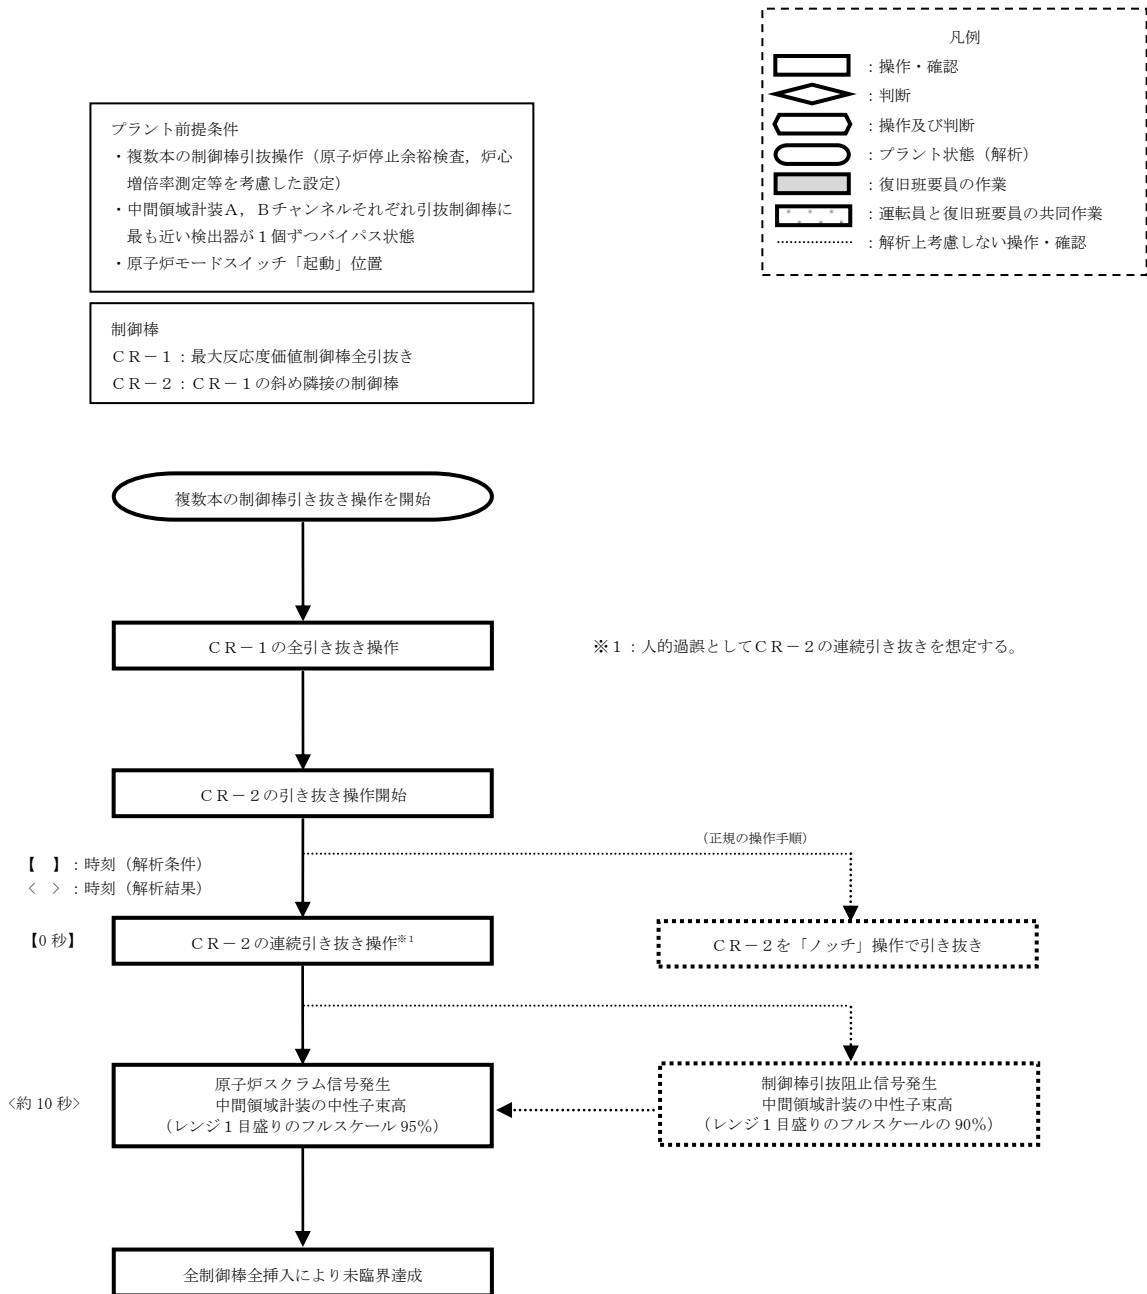 凡例
：操作・確認
：判断
：操作及び判断
：プラント状態（解析）
：復旧班要員の作業
：運転員と復旧班要員の共同作業
：解析上考慮しない操作・確認
プラント前提条件
・複数本の制御棒引抜操作（原子炉停止余裕検査，炉心
増倍率測定等を考慮した設定）
・中間領域計装Ａ，Ｂチャンネルそれぞれ引抜制御棒に
最も近い検出器が１個ずつバイパス状態
・原子炉モードスイッチ「起動」位置
制御棒
ＣＲ－１：最大反応度価値制御棒全引抜き
ＣＲ－２：ＣＲ－１の斜め隣接の制御棒
複数本の制御棒引き抜き操作を開始
ＣＲ－１の全引き抜き操作
※１：人的過誤としてＣＲ－２の連続引き抜きを想定する。
ＣＲ－２の引き抜き操作開始
（正規の操作手順）
【　】：時刻（解析条件）
＜　＞：時刻（解析結果）
【0 秒】
ＣＲ－２の連続引き抜き操作※1
ＣＲ－２を「ノッチ」操作で引き抜き
<約 10 秒>
原子炉スクラム信号発生
中間領域計装の中性子束高
（レンジ１目盛りのフルスケール 95%）
制御棒引抜阻止信号発生
中間領域計装の中性子束高
（レンジ１目盛りのフルスケールの 90%）
全制御棒全挿入により未臨界達成